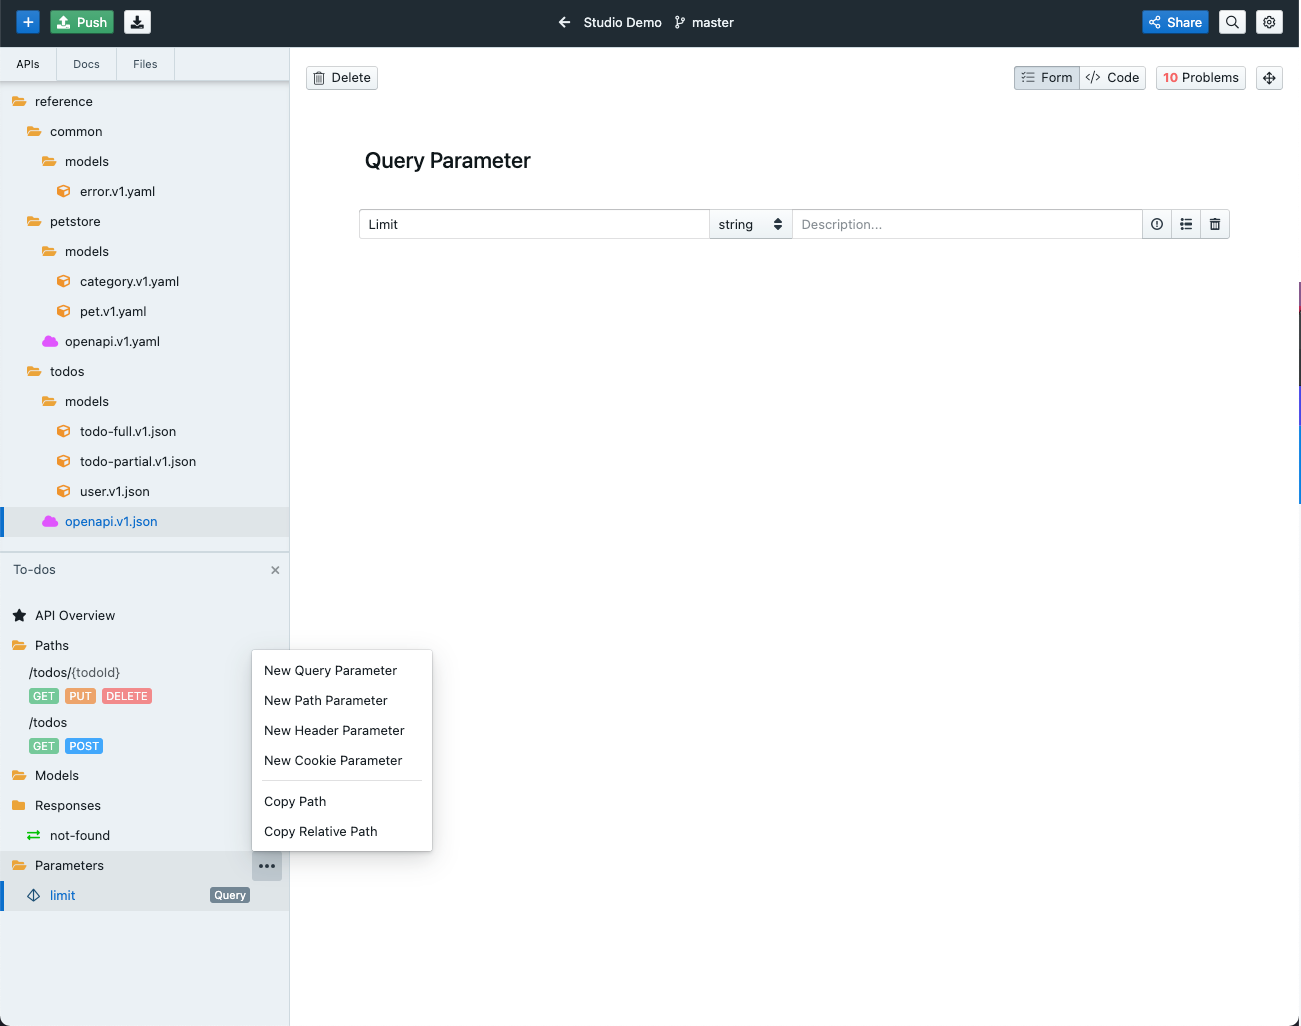 Push
Studio Demo
master
Share
APIs
Docs
Files
Delete
Form
Code
10 Problems
reference
common
models
error.v1.yaml
petstore
models
category.v1.yaml
pet.v1.yaml
openapi.v1.yaml
todos
models
todo-full.v1.json
todo-partial.v1.json
user.v1.json
openapi.v1.json
Query Parameter
Limit
string
Description...
To-dos
API Overview
Paths
/todos/{todoId}
GET PUT DELETE
/todos
GET POST
Models
Responses
not-found
Parameters
limit
Query
New Query Parameter
New Path Parameter
New Header Parameter
New Cookie Parameter
Copy Path
Copy Relative Path